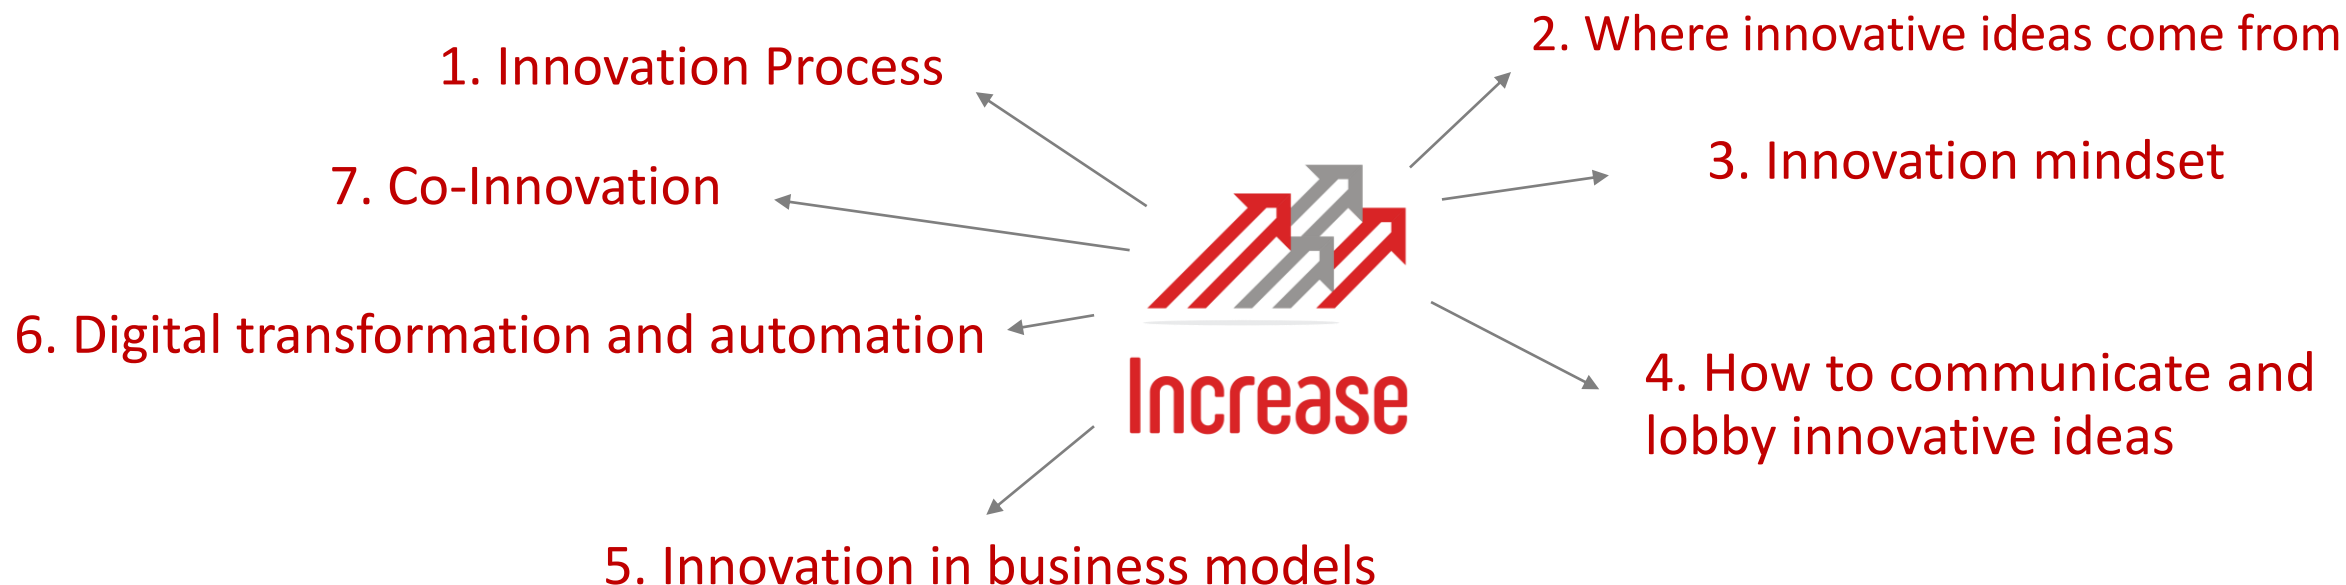 1. Innovation Process
2. Where innovative ideas come from
3. Innovation mindset
7. Co-Innovation
6. Digital transformation and automation
Increase
4. How to communicate and
lobby innovative ideas
5. Innovation in business models